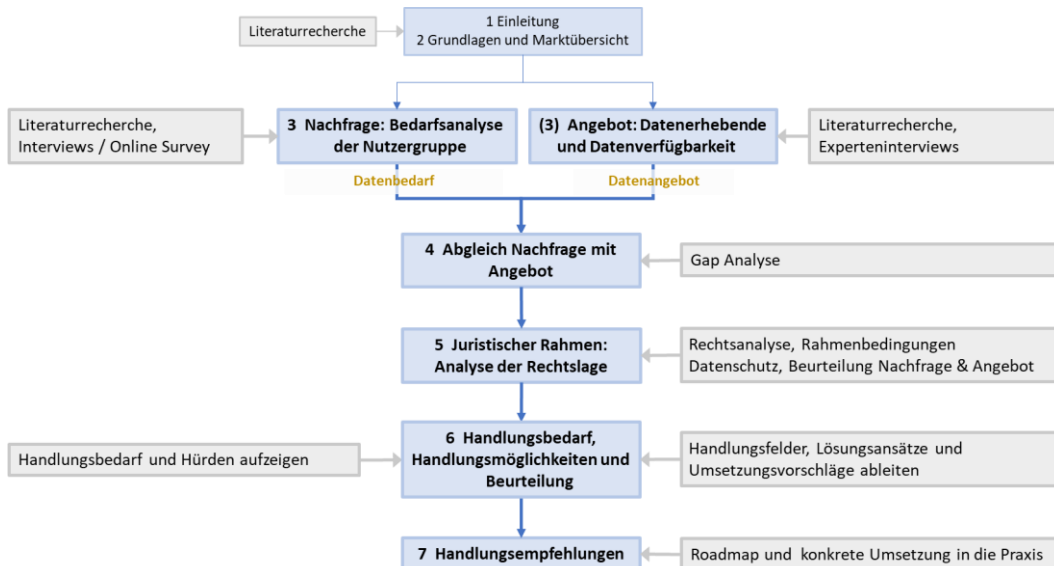 Literaturrecherche
1 Einleitung
2 Grundlagen und Marktübersicht
Literaturrecherche,
Interviews / Online Survey
3 Nachfrage: Bedarfsanalyse
der Nutzergruppe
(3) Angebot: Datenerhebende
und Datenverfügbarkeit
Literaturrecherche,
Experteninterviews
Datenbedarf
Datenangebot
4 Abgleich Nachfrage mit
Angebot
Gap Analyse
5 Juristischer Rahmen:
Analyse der Rechtslage
Rechtsanalyse, Rahmenbedingungen
Datenschutz, Beurteilung Nachfrage & Angebot
Handlungsbedarf und Hürden aufzeigen
6 Handlungsbedarf,
Handlungsmöglichkeiten und
Beurteilung
Handlungsfelder, Lösungsansätze und
Umsetzungsvorschläge ableiten
7 Handlungsempfehlungen
Roadmap und konkrete Umsetzung in die Praxis